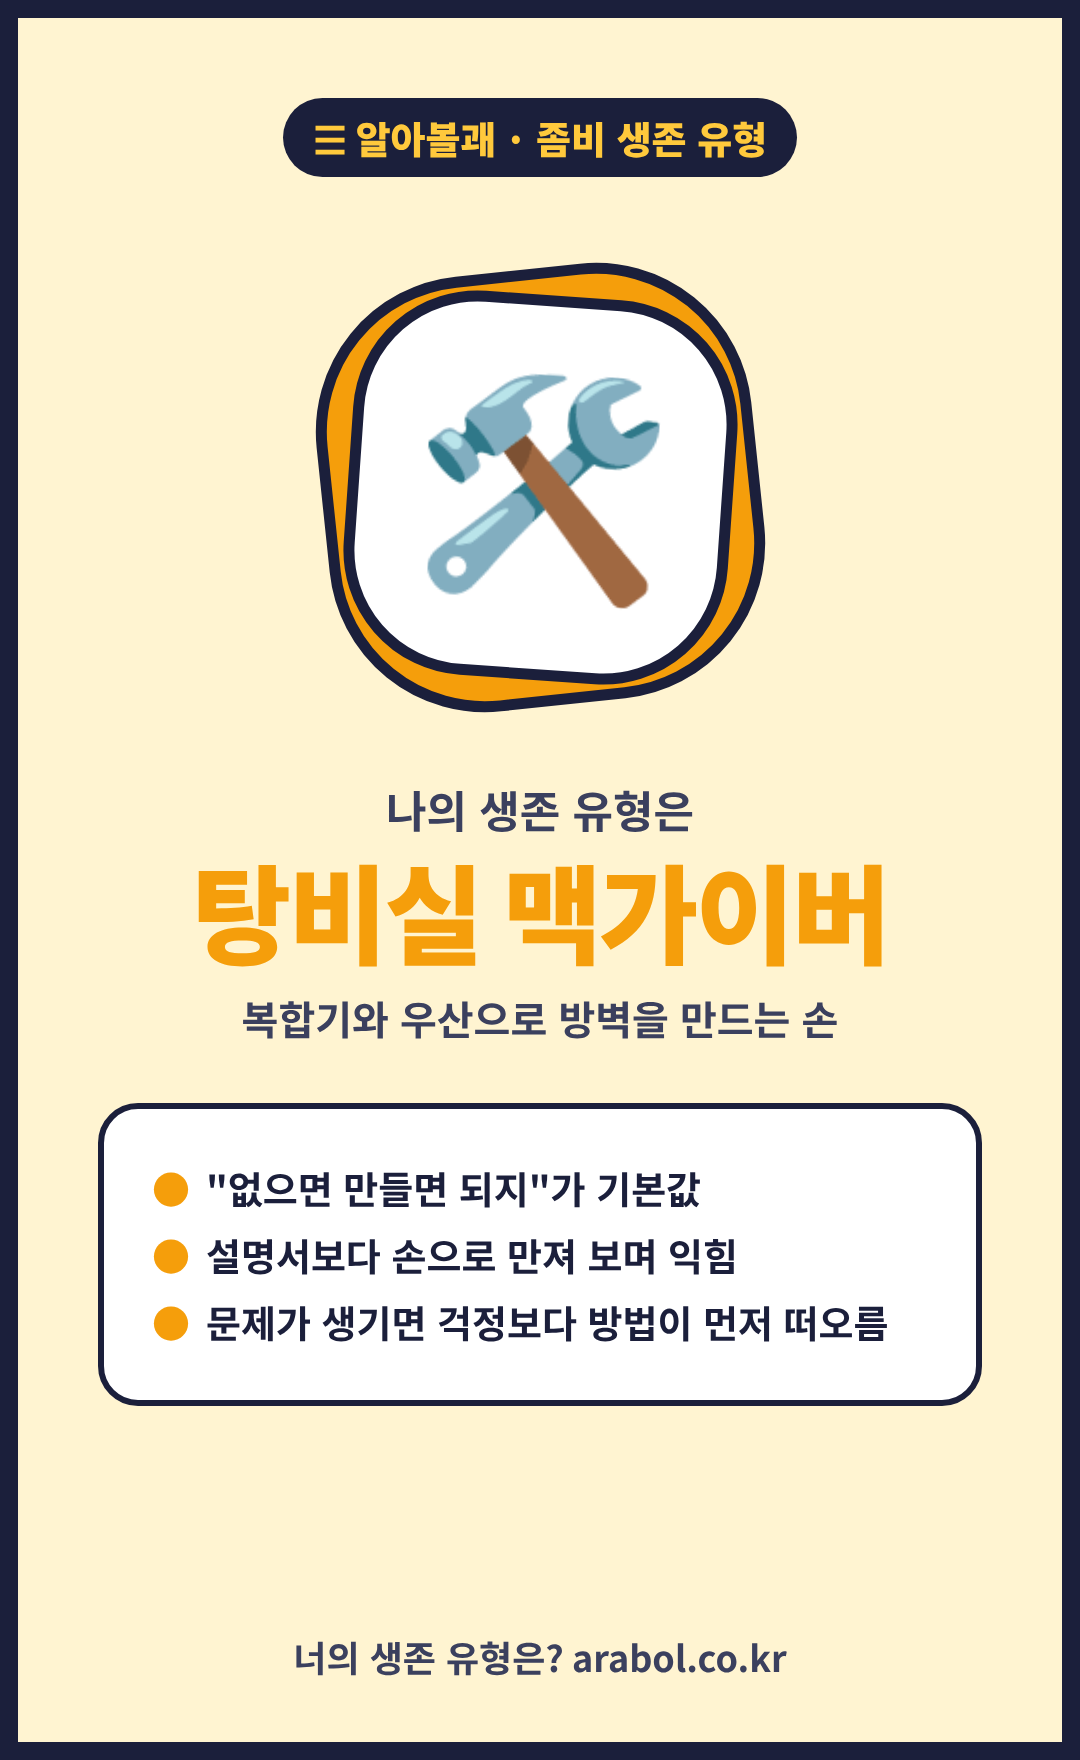 ☰ 알아볼괘 · 좀비 생존 유형
나의 생존 유형은
탕비실 맥가이버
복합기와 우산으로 방벽을 만드는 손
"없으면 만들면 되지"가 기본값
설명서보다 손으로 만져 보며 익힘
문제가 생기면 걱정보다 방법이 먼저 떠오름
너의 생존 유형은? arabol.co.kr